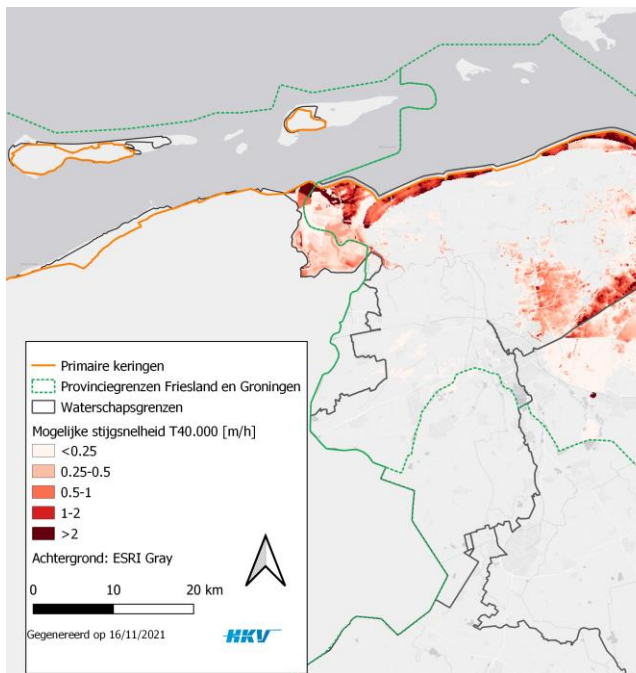 Primaire keringen
Provinciegrenzen Friesland en Groningen
Waterschapsgrenzen
Mogelijke stijgsnelheid T40.000 [m/h]
<0.25
0.25-0.5
0.5-1
1-2
>2
Achtergrond: ESRI Gray
0 10 20 km
Gegenereerd op 16/11/2021
HKV